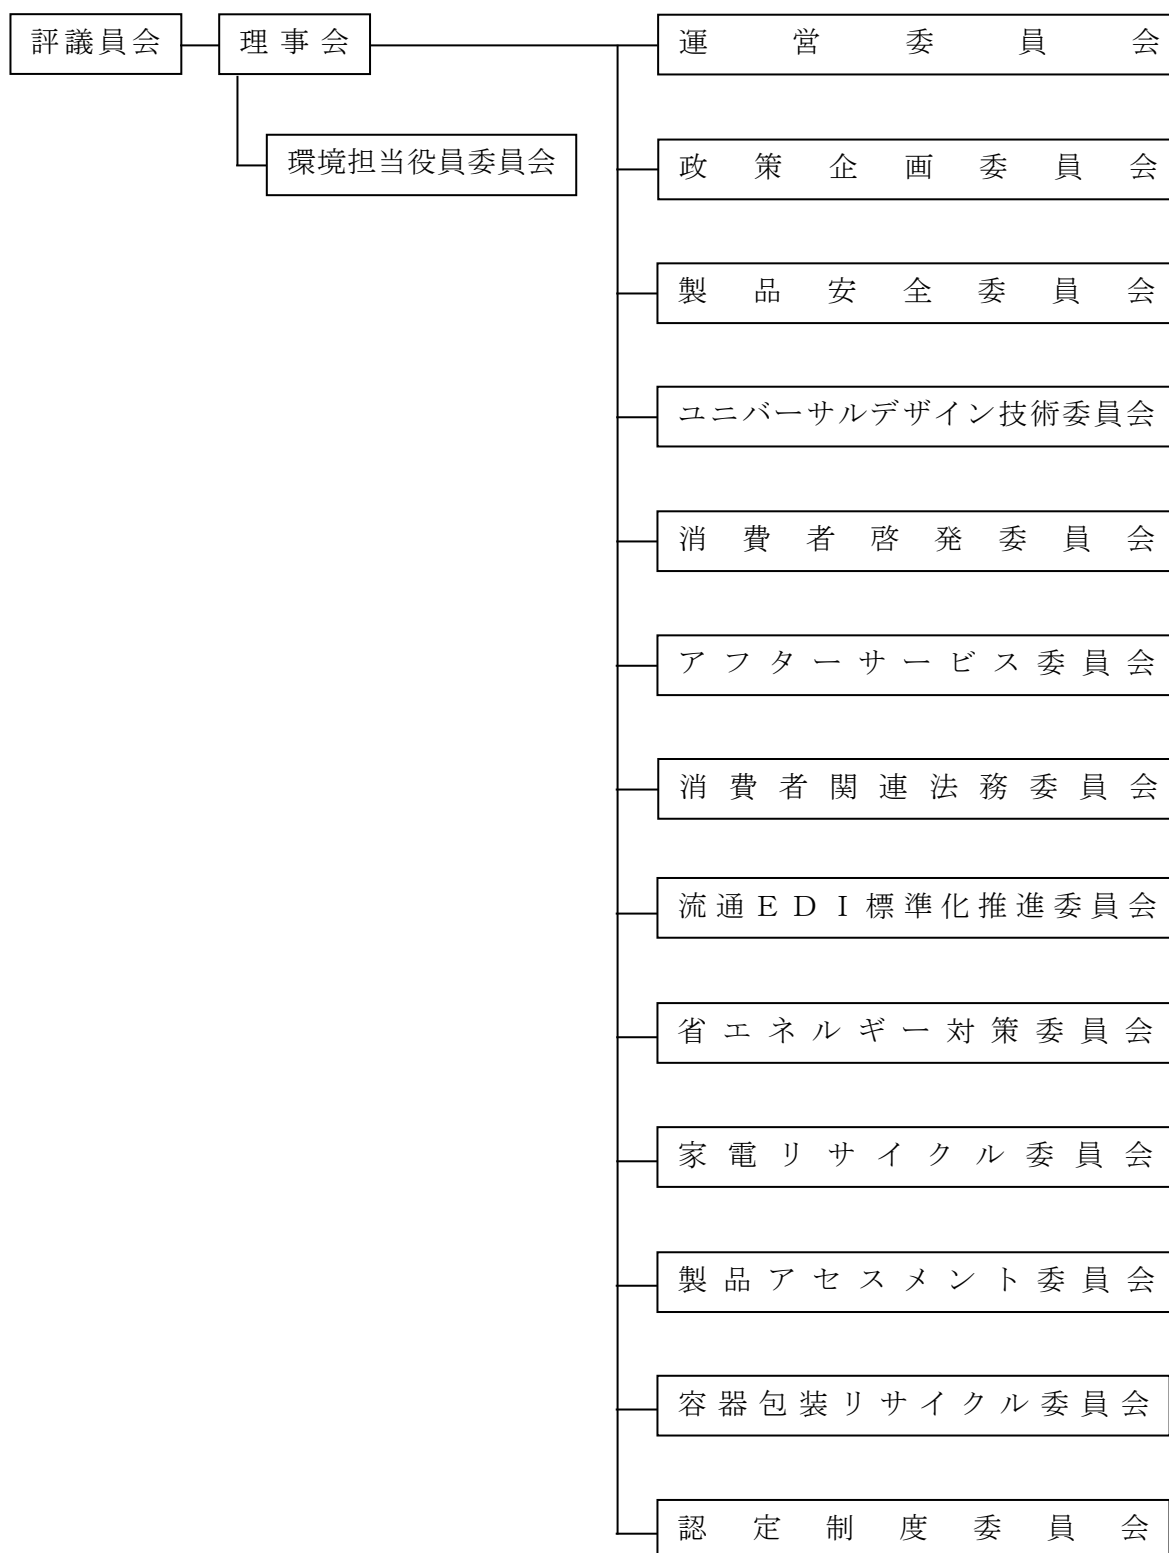 評議員会
理事会
運営委員会
環境担当役員委員会
政策企画委員会
製品安全委員会
ユニバーサルデザイン技術委員会
消費者啓発委員会
アフターサービス委員会
消費者関連法務委員会
流通ＥＤＩ標準化推進委員会
省エネルギー対策委員会
家電リサイクル委員会
製品アセスメント委員会
容器包装リサイクル委員会
認定制度委員会